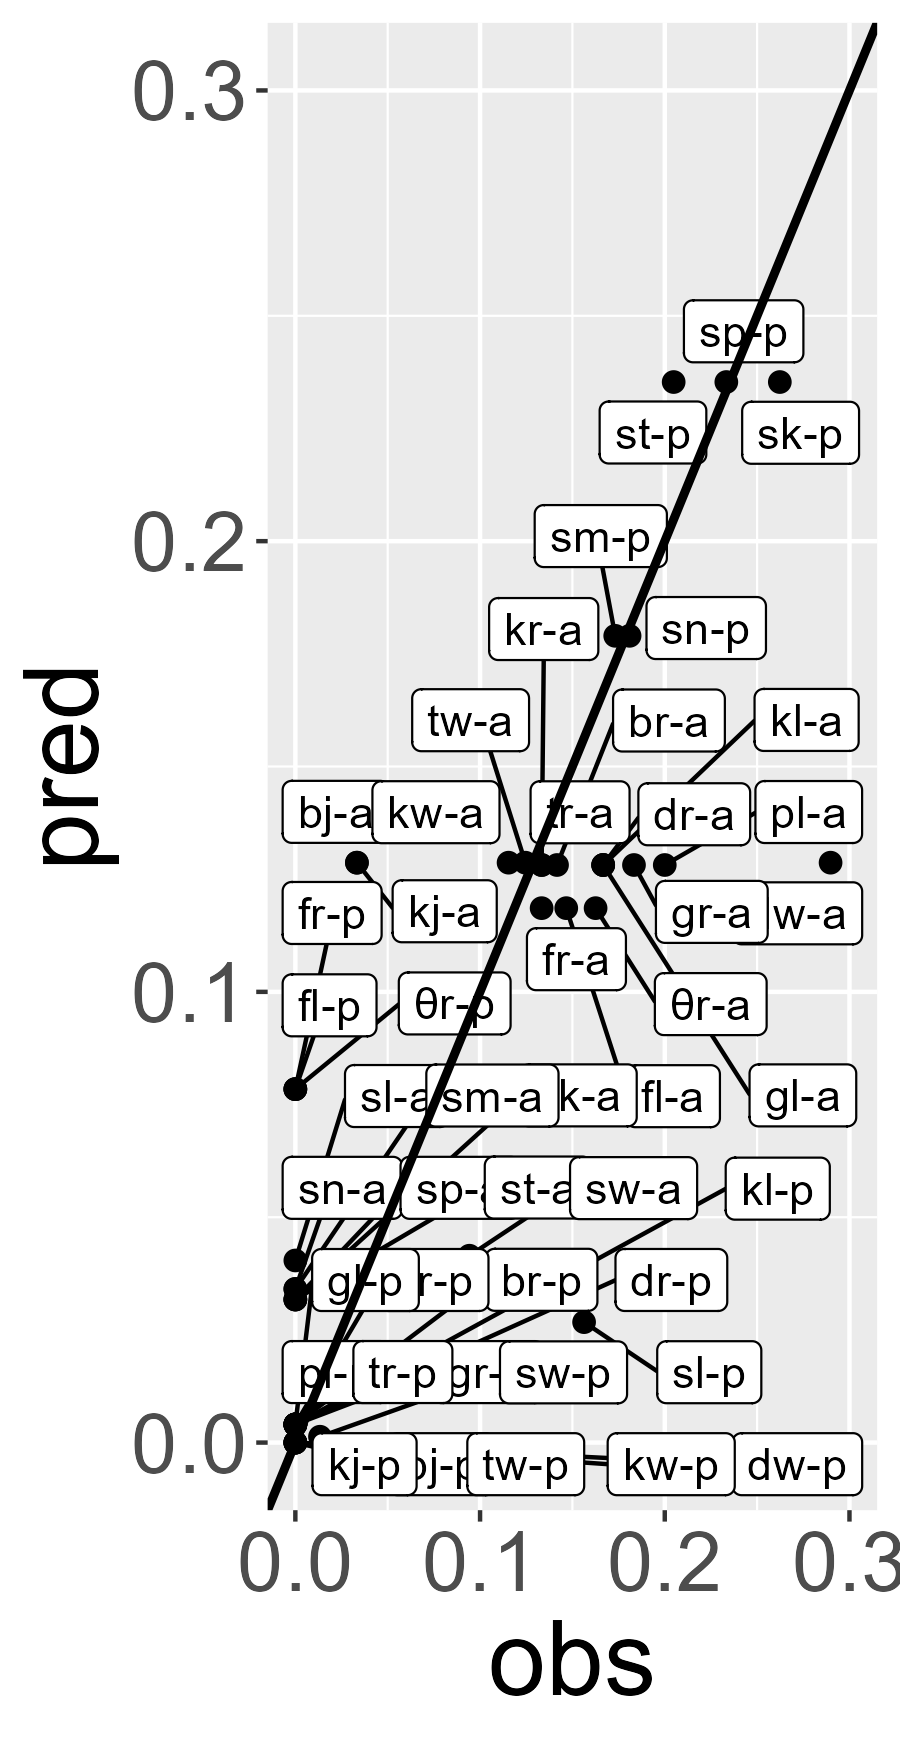 0.3
sp-p
st-p
sk-p
0.2
sm-p
kr-a
sn-p
tw-a
br-a
kl-a
bj-a
kw-a
tr-a
dr-a
pl-a
fr-p
kj-a
gr-a
w-a
fr-a
0.1
fl-p
θr-p
θr-a
sl-a
sm-a
k-a
fl-a
gl-a
sn-a
sp-a
st-a
sw-a
kl-p
gl-p
r-p
br-p
dr-p
tr-p
gr-
sw-p
sl-p
0.0
kj-p
tw-p
kw-p
dw-p
0.0
0.1
0.2
0.3
obs
pred